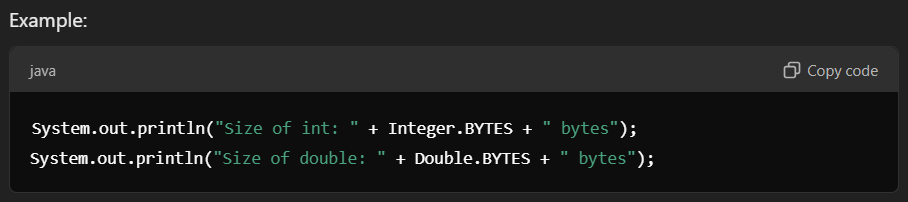 Example:
java
Copy code
System.out.println("Size of int: " + Integer.BYTES + " bytes");
System.out.println("Size of double: " + Double.BYTES + " bytes");